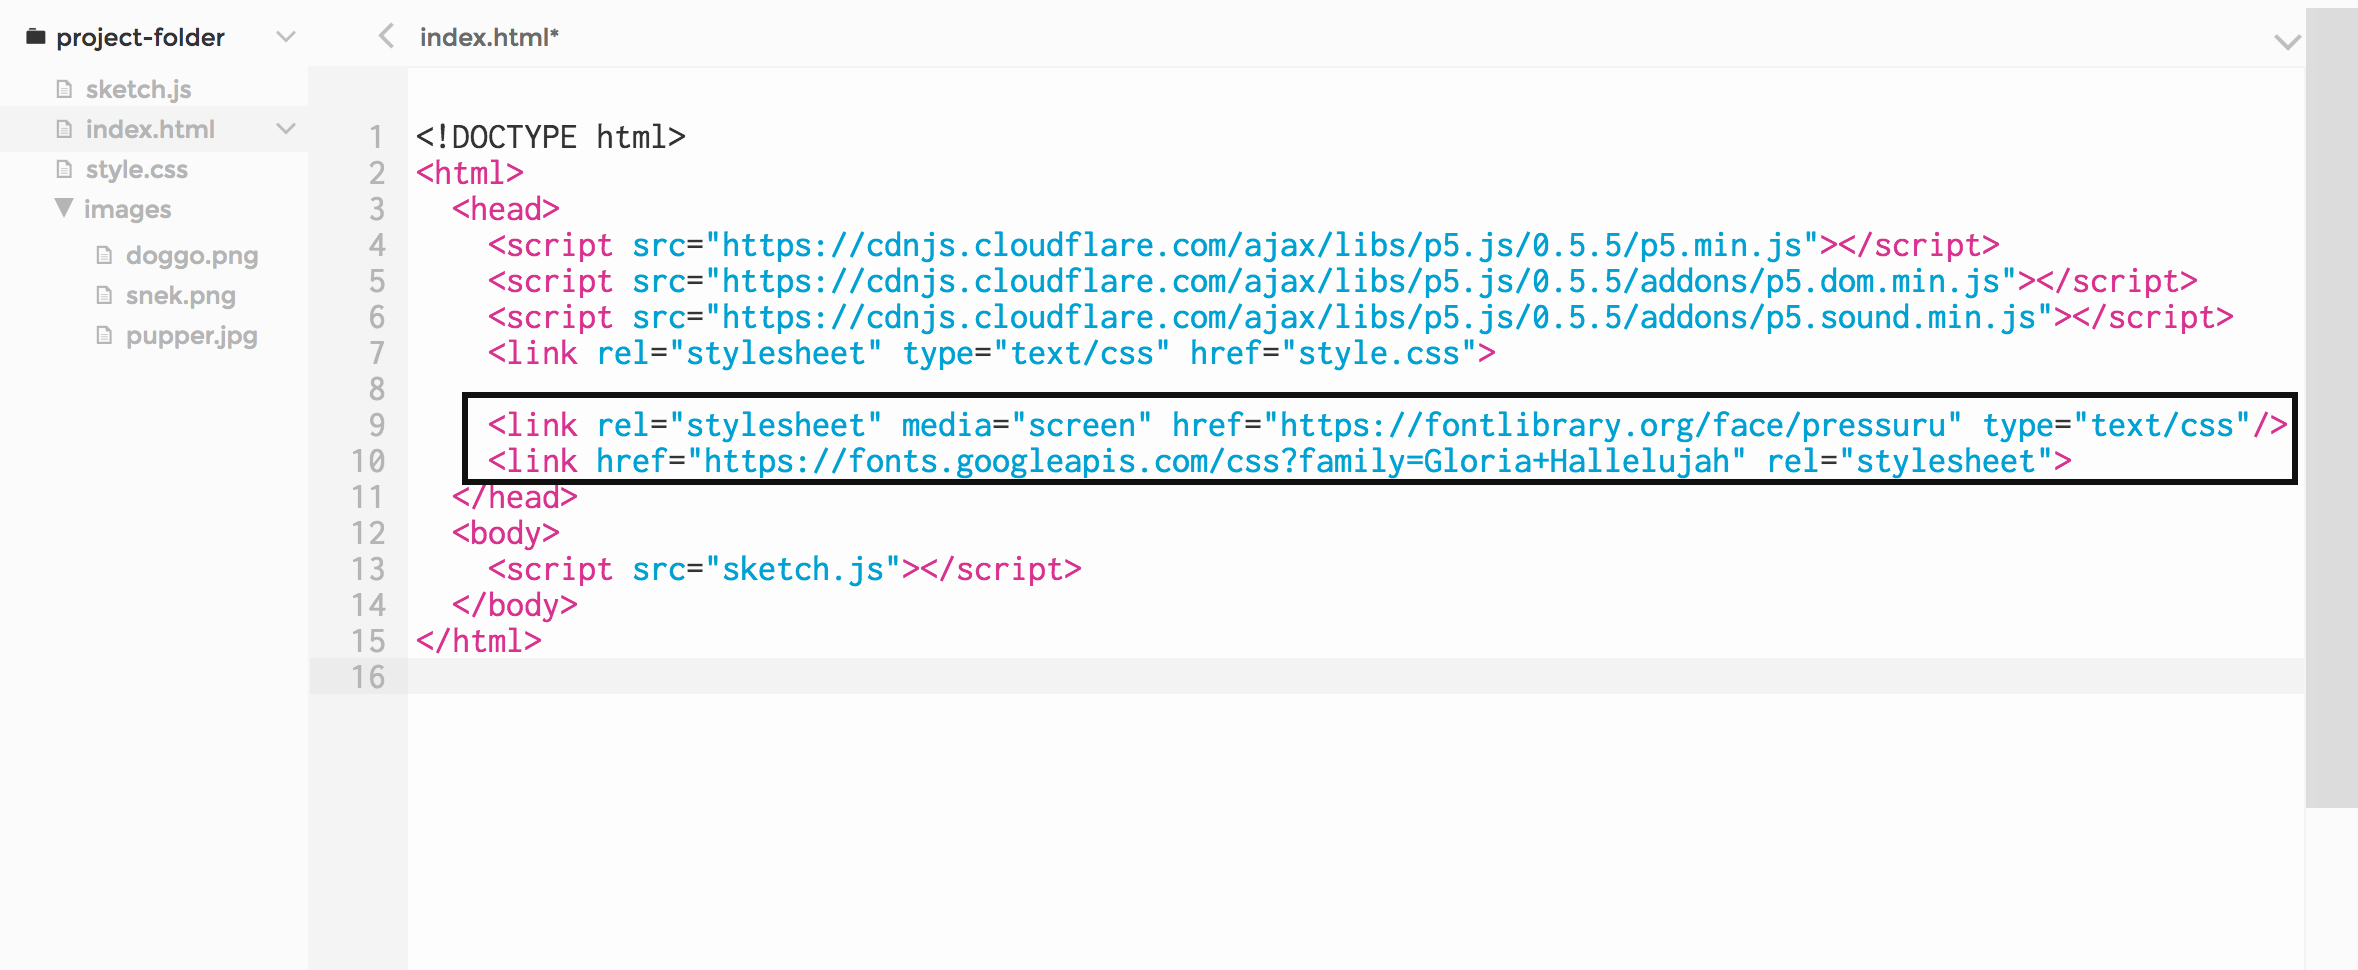 project-folder
sketch.js
index.html
style.css
images
doggo.png
snek.png
pupper.jpg
index.html*
1 <!DOCTYPE html>
2 <html>
3   <head>
4     <script src="https://cdnjs.cloudflare.com/ajax/libs/p5.js/0.5.5/p5.min.js"></script>
5     <script src="https://cdnjs.cloudflare.com/ajax/libs/p5.js/0.5.5/addons/p5.dom.min.js"></script>
6     <script src="https://cdnjs.cloudflare.com/ajax/libs/p5.js/0.5.5/addons/p5.sound.min.js"></script>
7     <link rel="stylesheet" type="text/css" href="style.css">
8
9     <link rel="stylesheet" media="screen" href="https://fontlibrary.org/face/pressuru" type="text/css"/>
10     <link href="https://fonts.googleapis.com/css?family=Gloria+Hallelujah" rel="stylesheet">
11   </head>
12   <body>
13     <script src="sketch.js"></script>
14   </body>
15 </html>
16